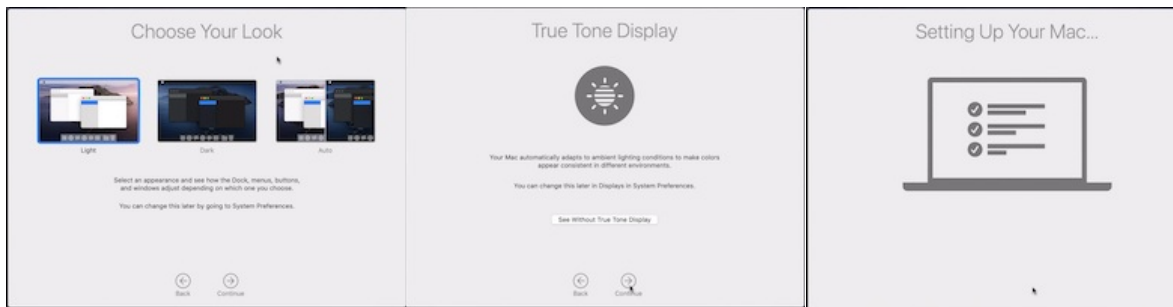 Choose Your Look
Light
Dark
Auto
Select an appearance and see how the Dock, menus, buttons,
and windows adjust depending on which one you choose.
You can change this later by going to System Preferences.
Back
Continue
True Tone Display
Your Mac automatically adapts to ambient lighting conditions to make colors
appear consistent in different environments.
You can change this later in Displays in System Preferences.
See Without True Tone Display
Back
Continue
Setting Up Your Mac...